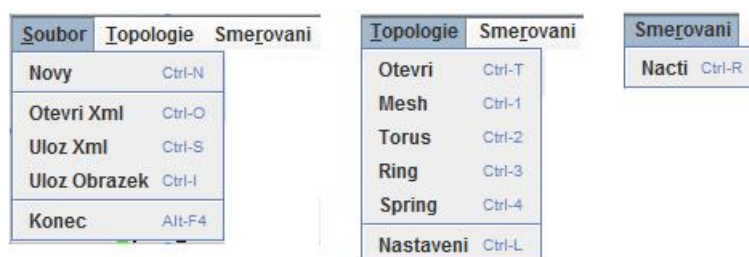 Soubor Topologie Smerovani
Novy Ctrl-N
Otevri Xml Ctrl-O
Uloz Xml Ctrl-S
Uloz Obrazek Ctrl-I
Konec Alt-F4
Topologie Smerovani
Otevri Ctrl-T
Mesh Ctrl-1
Torus Ctrl-2
Ring Ctrl-3
Spring Ctrl-4
Nastaveni Ctrl-L
Smerovani
Nacti Ctrl-R